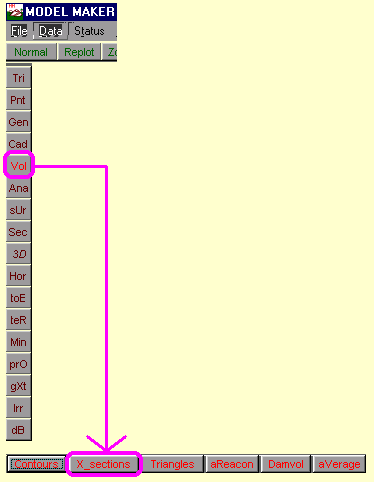 MODEL MAKER
File Data Status
Normal Replot Zo
Tri
Pnt
Gen
Cad
Vol
Ana
sUr
Sec
3D
Hor
toE
teR
Min
prO
gXt
Irr
dB
Contours X_sections Triangles aReacon Damvol aVerage